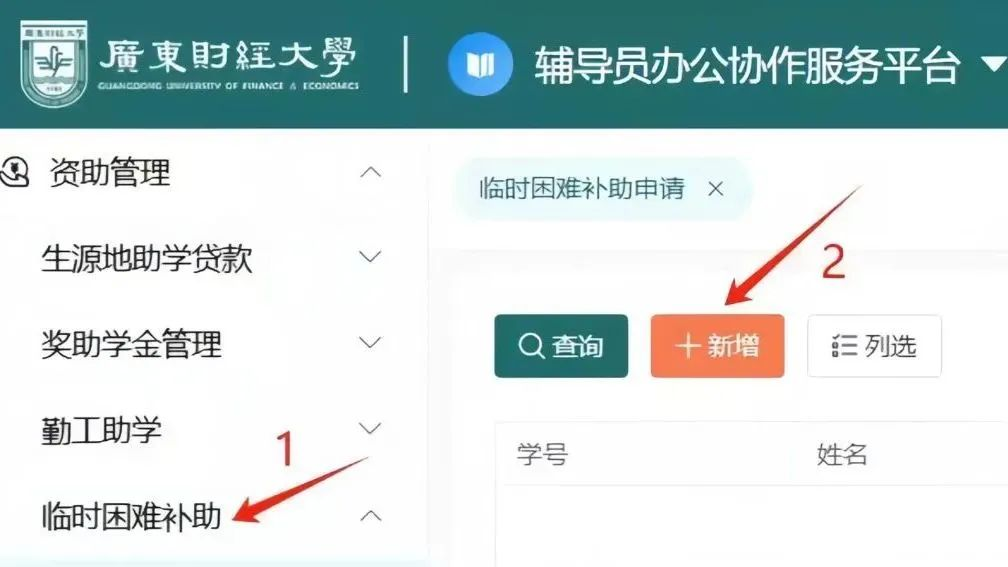 廣東財經大學
GUANGDONG UNIVERSITY OF FINANCE & ECONOMICS
辅导员办公协作服务平台
资助管理
生源地助学贷款
奖助学金管理
勤工助学
1
临时困难补助
临时困难补助申请 ×
2
查询
新增
列选
学号
姓名